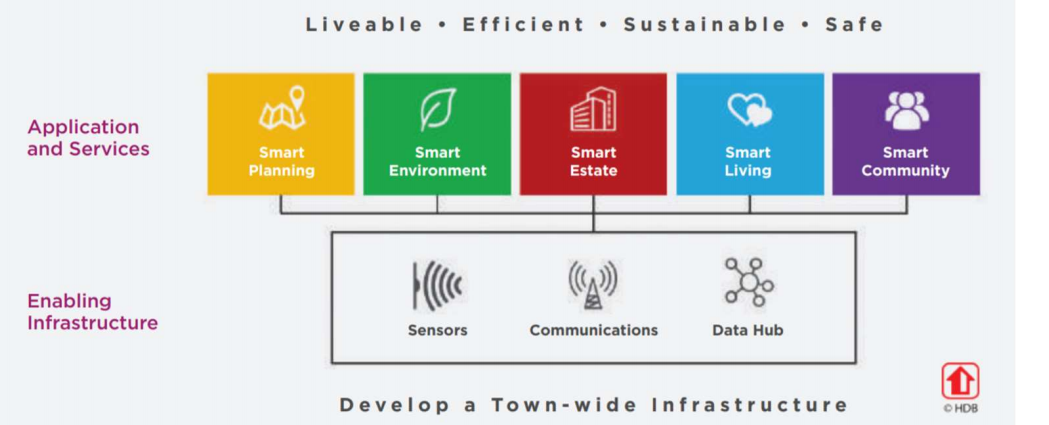 Liveable • Efficient • Sustainable • Safe
Application
and Services
Smart
Planning
Smart
Environment
Smart
Estate
Smart
Living
Smart
Community
Enabling
Infrastructure
Sensors
Communications
Data Hub
Develop a Town-wide Infrastructure
© HDB